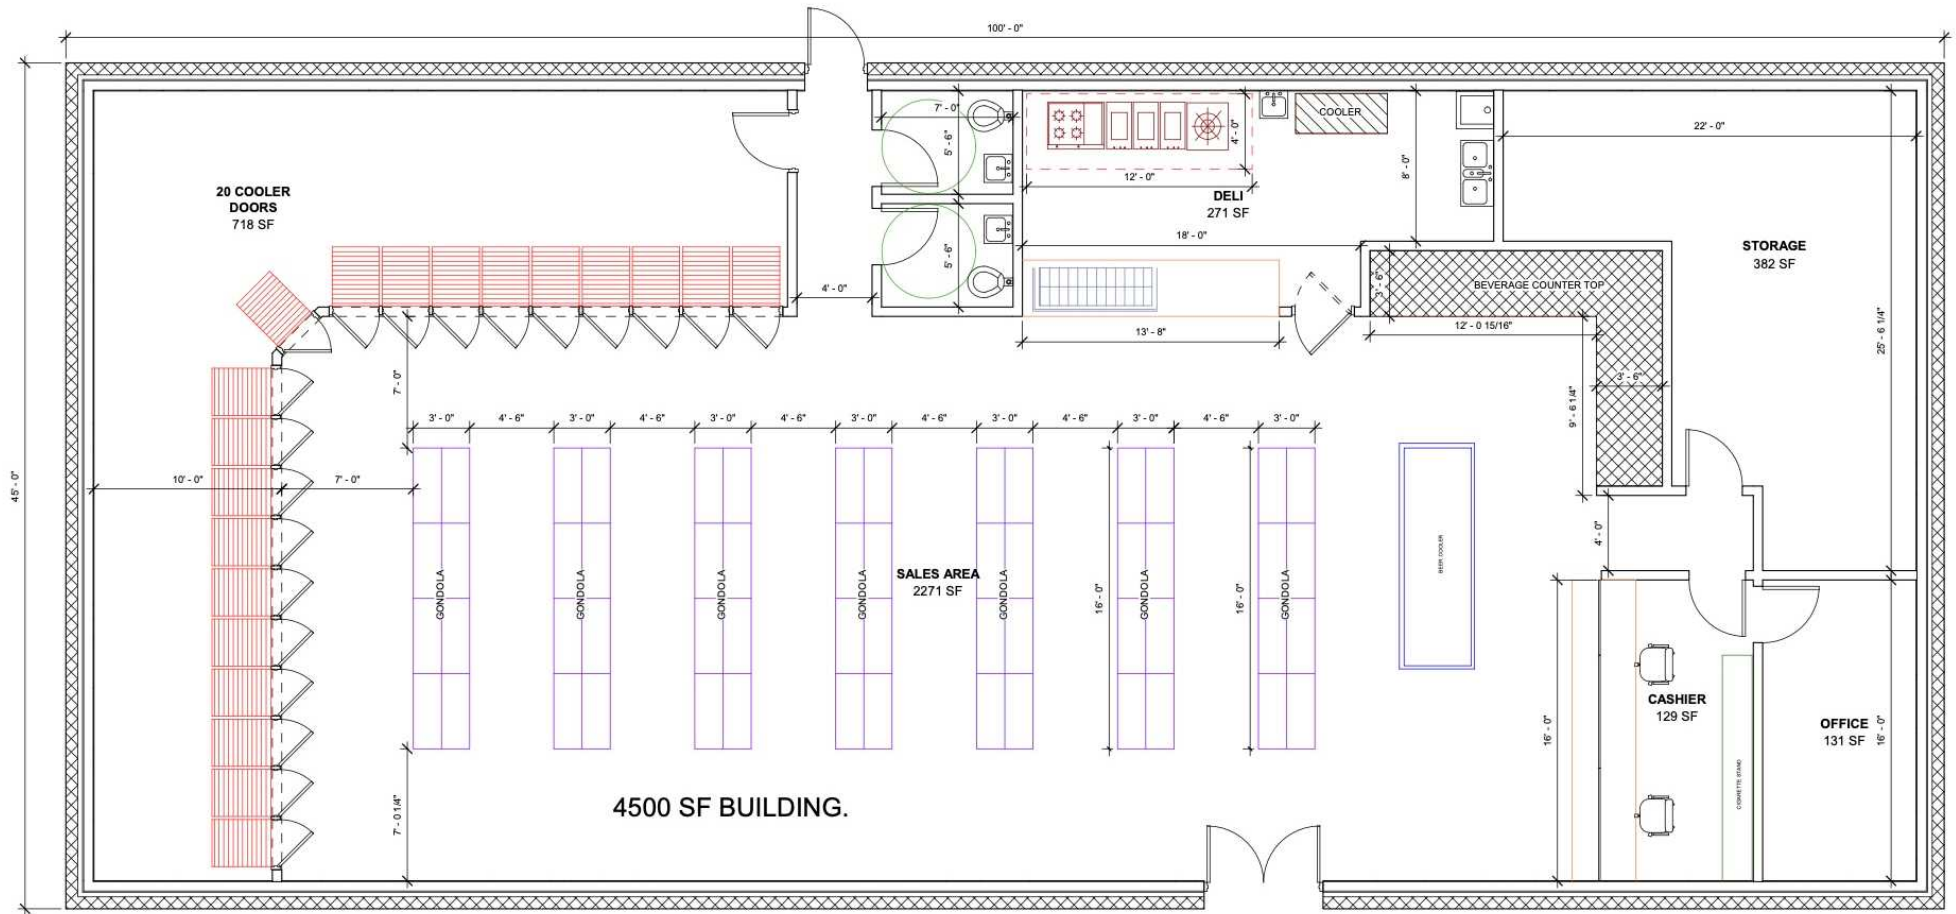 100' - 0"
7' - 0"
COOLER
4' - 0"
22' - 0"
5' - 6"
8' - 0"
12' - 0"
20 COOLER
DOORS
718 SF
DELI
271 SF
18' - 0"
STORAGE
382 SF
5' - 6"
4' - 0"
3' - 6"
BEVERAGE COUNTER TOP
13' - 8"
12' - 0 15/16"
25' - 6 1/4"
7' - 0"
3' - 6"
9' - 6 1/4"
3' - 0"
4' - 6"
3' - 0"
4' - 6"
3' - 0"
4' - 6"
3' - 0"
4' - 6"
3' - 0"
4' - 6"
3' - 0"
4' - 6"
3' - 0"
45' - 0"
10' - 0"
7' - 0"
4' - 0"
GONDOLA
GONDOLA
GONDOLA
GONDOLA
SALES AREA
2271 SF
GONDOLA
16' - 0"
GONDOLA
16' - 0"
GONDOLA
BEER COOLER
CASHIER
129 SF
OFFICE
131 SF
16' - 0"
16' - 0"
CIGARETTE STAND
7' - 0 1/4"
4500 SF BUILDING.